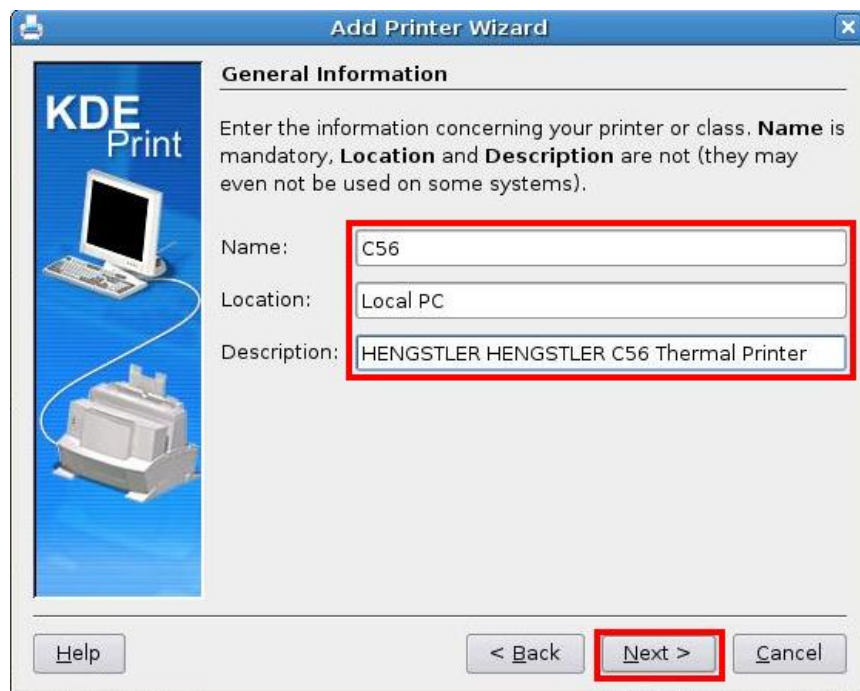 Add Printer Wizard
KDE
Print
General Information
Enter the information concerning your printer or class. Name is
mandatory, Location and Description are not (they may
even not be used on some systems).
Name: C56
Location: Local PC
Description: HENGSTLER HENGSTLER C56 Thermal Printer
Help < Back Next > Cancel